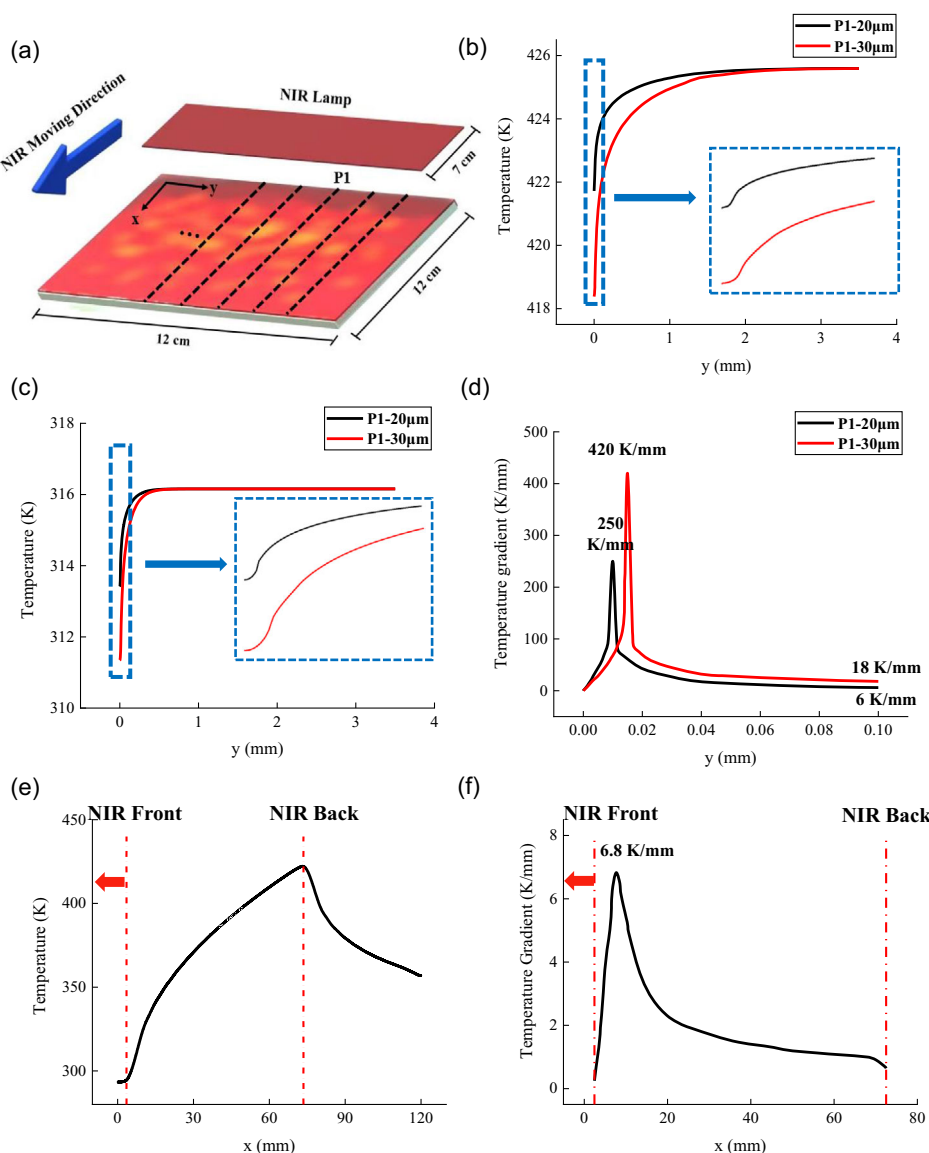 (a)
NIR Moving Direction
NIR Lamp
7 cm
P1
y
x
...
12 cm
12 cm
(b)
P1-20µm
P1-30µm
426
424
422
420
418
Temperature (K)
0
1
2
3
4
y (mm)
(c)
P1-20µm
P1-30µm
318
316
314
312
310
Temperature (K)
0
1
2
3
4
y (mm)
(d)
P1-20µm
P1-30µm
500
400
300
200
100
0
Temperature gradient (K/mm)
420 K/mm
250
K/mm
18 K/mm
6 K/mm
0.00
0.02
0.04
0.06
0.08
0.10
y (mm)
(e)
NIR Front
NIR Back
450
400
350
300
Temperature (K)
0
30
60
90
120
x (mm)
(f)
NIR Front
NIR Back
6.8 K/mm
8
6
4
2
0
Temperature Gradient (K/mm)
0
20
40
60
80
x (mm)